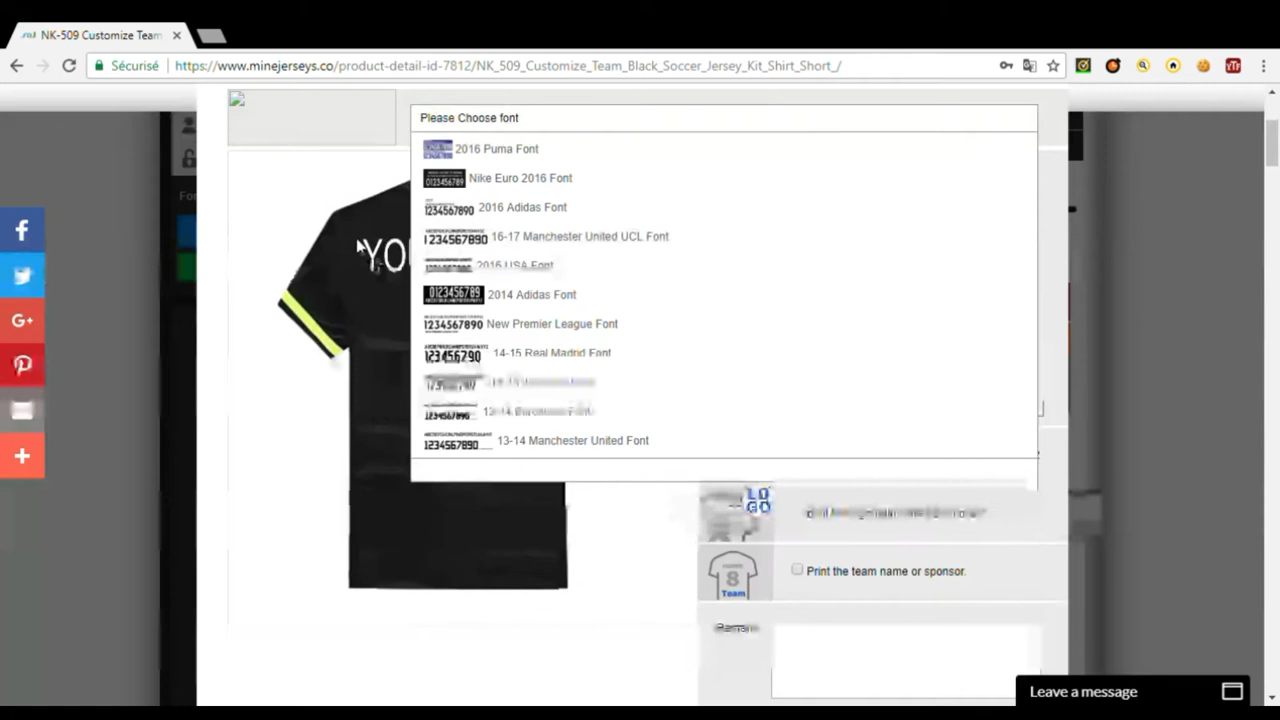 NK-509 Customize Team
Sécurisé https://www.minejerseys.co/product-detail-id-7812/NK_509_Customize_Team_Black_Soccer_Jersey_Kit_Shirt_Short_/
YTF
Please Choose font
2016 Puma Font
0123456789 Nike Euro 2016 Font
1234567890 2016 Adidas Font
1234567890 16-17 Manchester United UCL Font
2016 USA Font
0123456789 2014 Adidas Font
1234567890 New Premier League Font
14-15 Real Madrid Font
1234567890 13-14 Manchester United Font
YOU
G+
LO
GO
8
Team
Print the team name or sponsor.
Remark
Leave a message